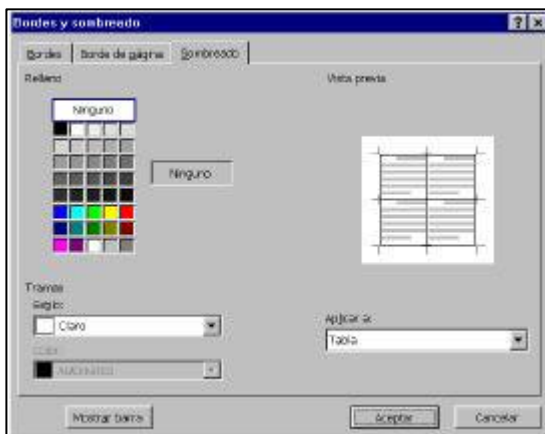 Bordes y sombreado
Bordes
Borde de página
Sombreado
Relleno
Vista previa
Ninguno
Ninguno
Tramas
Estilo:
Claro
Aplicar a:
Tabla
Color:
Automático
Mostrar barra
Aceptar
Cancelar